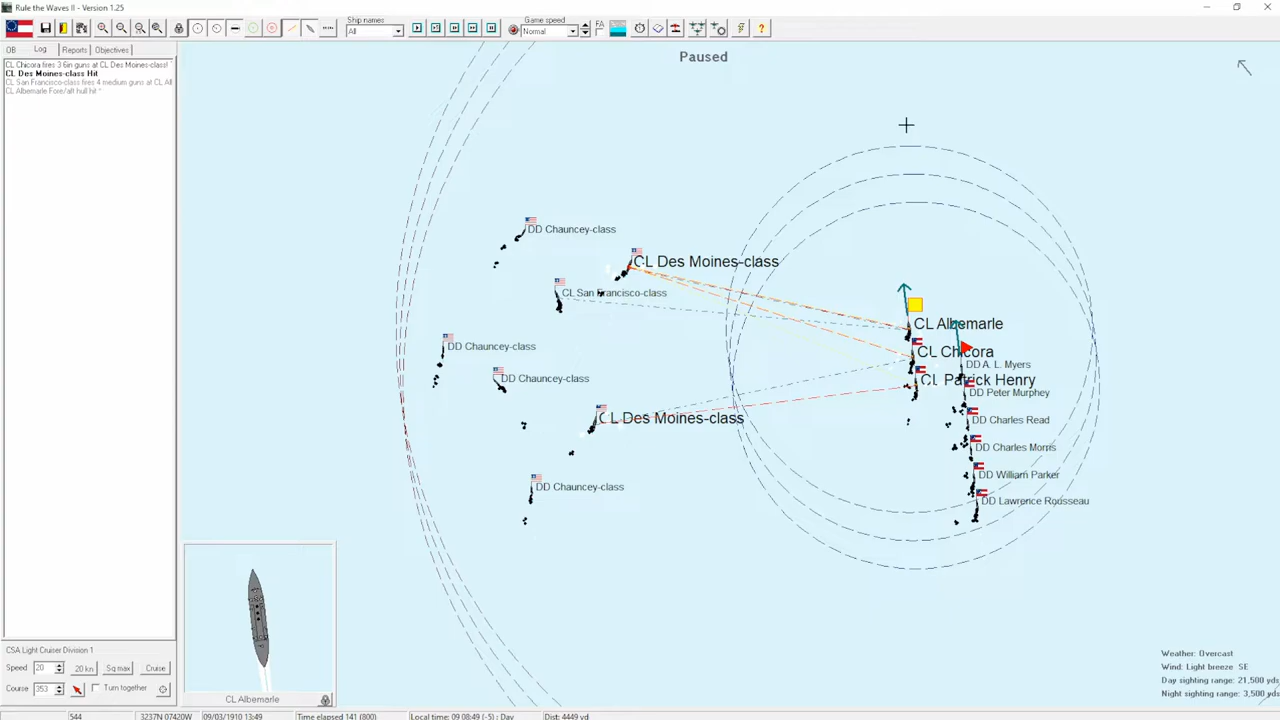 Rule the Waves II - Version 1.25
Ship names
All
Game speed
Normal
FA
OB
Log
Reports
Objectives
CL Chicora fires 3 6in guns at CL Des Moines-class!
CL Des Moines-class Hit
CL San Francisco-class fires 4 medium guns at CL Al
CL Albemarle Fore/aft hull hit *
Paused
DD Chauncey-class
CL Des Moines-class
CL San Francisco-class
CL Albemarle
DD Chauncey-class
CL Chicora
DD A. L. Myers
DD Chauncey-class
CL Patrick Henry
DD Peter Murphey
CL Des Moines-class
DD Charles Read
DD Charles Morris
DD William Parker
DD Chauncey-class
DD Lawrence Rousseau
CSA Light Cruiser Division 1
Speed 20 20 kn Sq max Cruise
Course 353 Turn together
CL Albemarle
Weather: Overcast
Wind: Light breeze SE
Day sighting range: 21,500 yds
Night sighting range: 3,500 yds
544 3237N 07420W 09/03/1910 13:49 Time elapsed 141 (800) Local time: 09:08:49 (-5) : Day Dist: 4449 yd